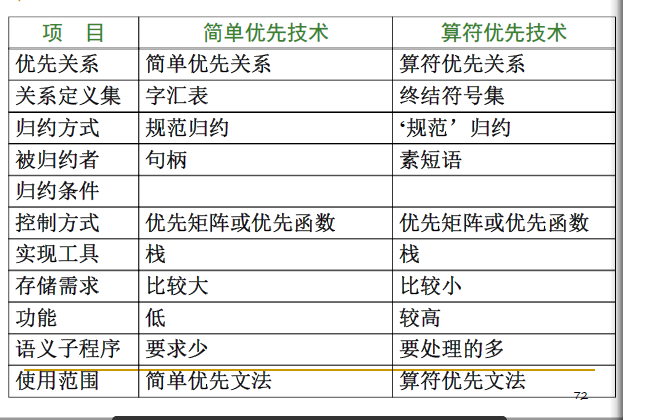 项 目 简单优先技术 算符优先技术
优先关系 简单优先关系 算符优先关系
关系定义集 字汇表 终结符号集
归约方式 规范归约 ‘规范’归约
被归约者 句柄 素短语
归约条件
控制方式 优先矩阵或优先函数 优先矩阵或优先函数
实现工具 栈 栈
存储需求 比较大 比较小
功能 低 较高
语义子程序 要求少 要处理的多
使用范围 简单优先文法 算符优先文法
72